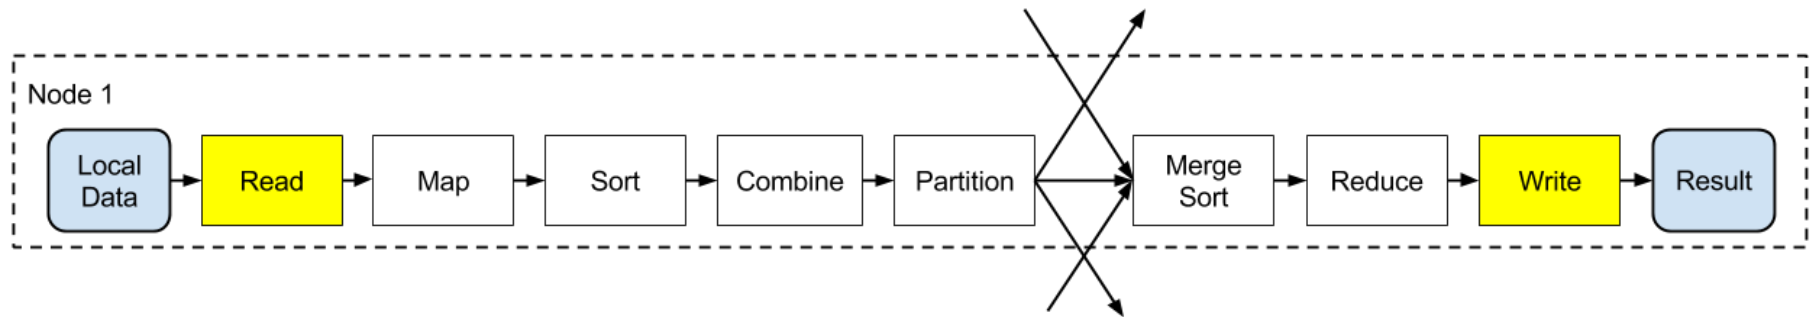 Node 1
Local
Data
Read
Map
Sort
Combine
Partition
Merge
Sort
Reduce
Write
Result